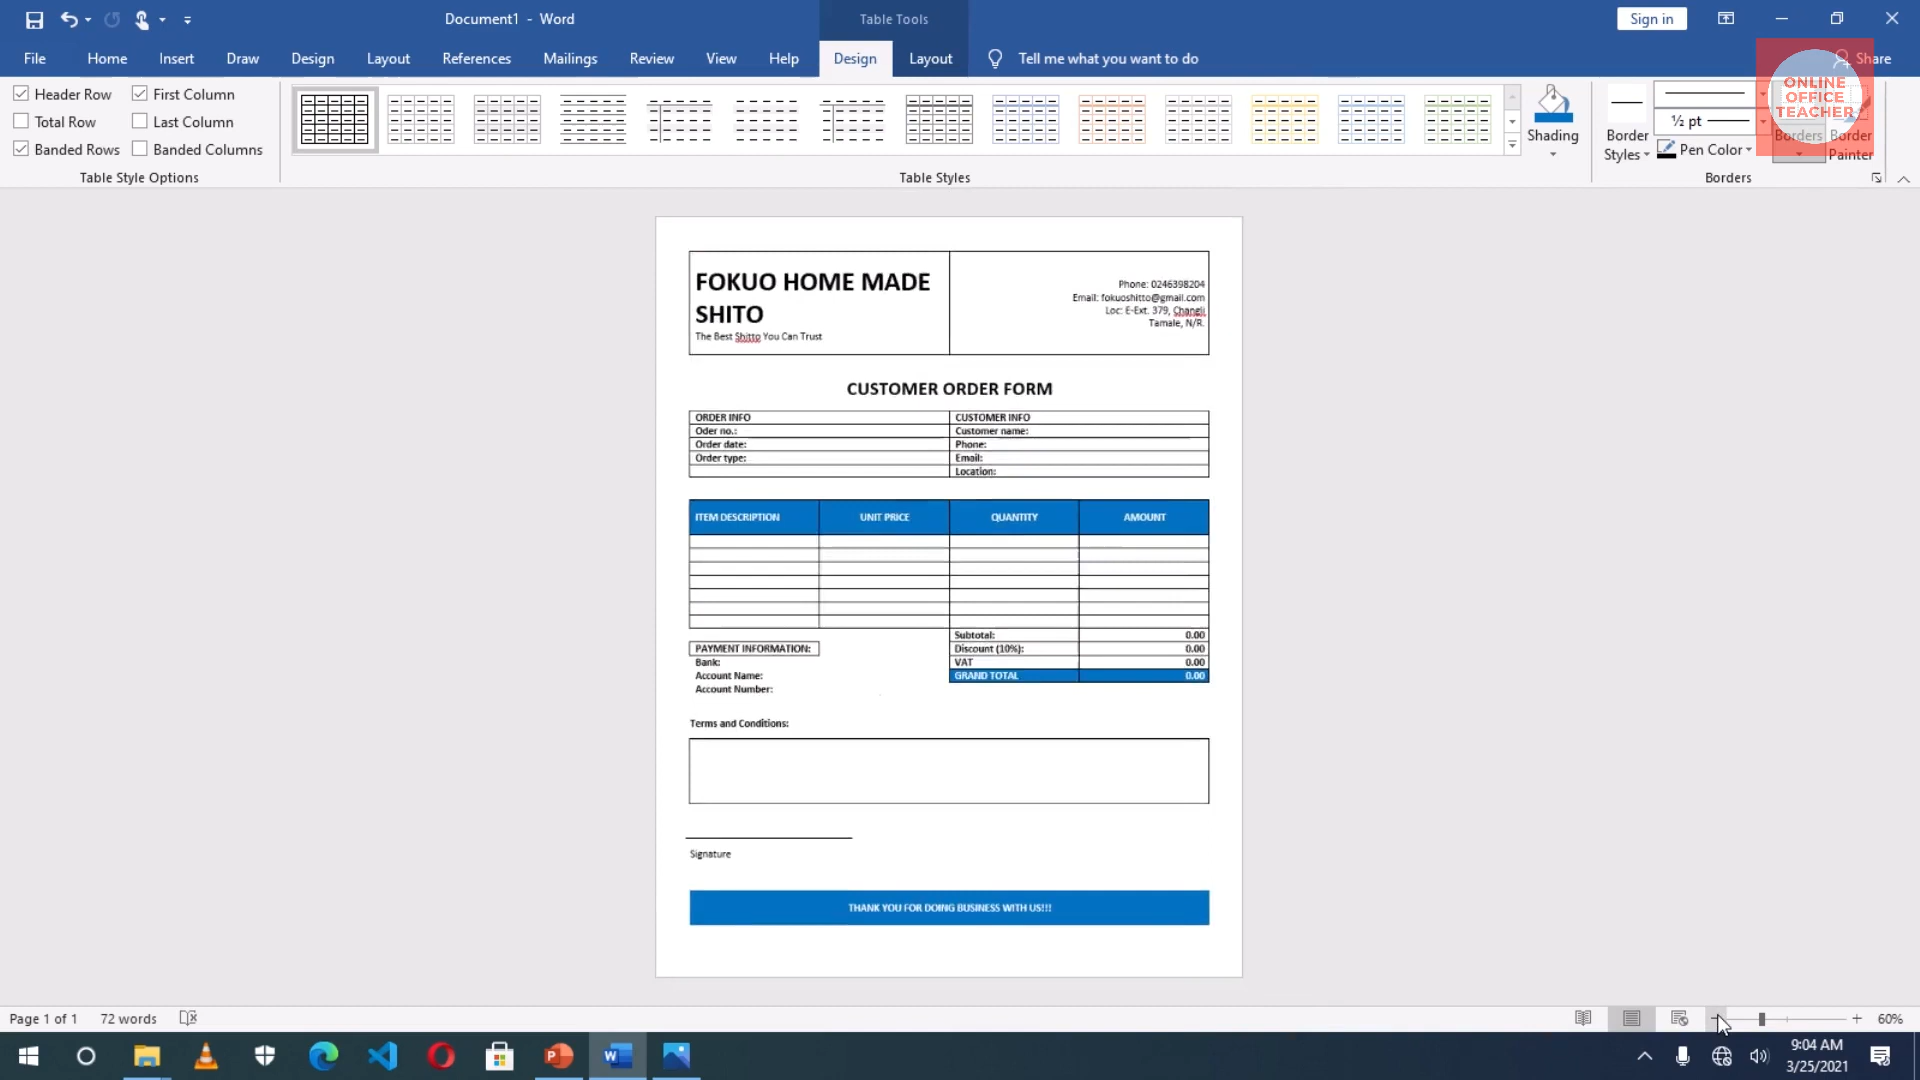 Document1 - Word
Table Tools
Sign in
File
Home
Insert
Draw
Design
Layout
References
Mailings
Review
View
Help
Design
Layout
Tell me what you want to do
Share
Header Row
First Column
Total Row
Last Column
Banded Rows
Banded Columns
Table Style Options
Table Styles
Shading
Border
Styles
½ pt
Pen Color
Borders
Border
Painter
Borders
ONLINE
OFFICE
TEACHER
FOKUO HOME MADE
SHITO
The Best Shitto You Can Trust
Phone: 0246398204
Email: fokuoshitto@gmail.com
Loc: E-Ext. 379, Changli
Tamale, N/R.
CUSTOMER ORDER FORM
ORDER INFO
CUSTOMER INFO
Oder no.:
Customer name:
Order date:
Phone:
Order type:
Email:
Location:
ITEM DESCRIPTION
UNIT PRICE
QUANTITY
AMOUNT
Subtotal: 0.00
PAYMENT INFORMATION:
Discount (10%): 0.00
Bank:
VAT 0.00
Account Name:
GRAND TOTAL 0.00
Account Number:
Terms and Conditions:
Signature
THANK YOU FOR DOING BUSINESS WITH US!!!
Page 1 of 1
72 words
60%
9:04 AM
3/25/2021